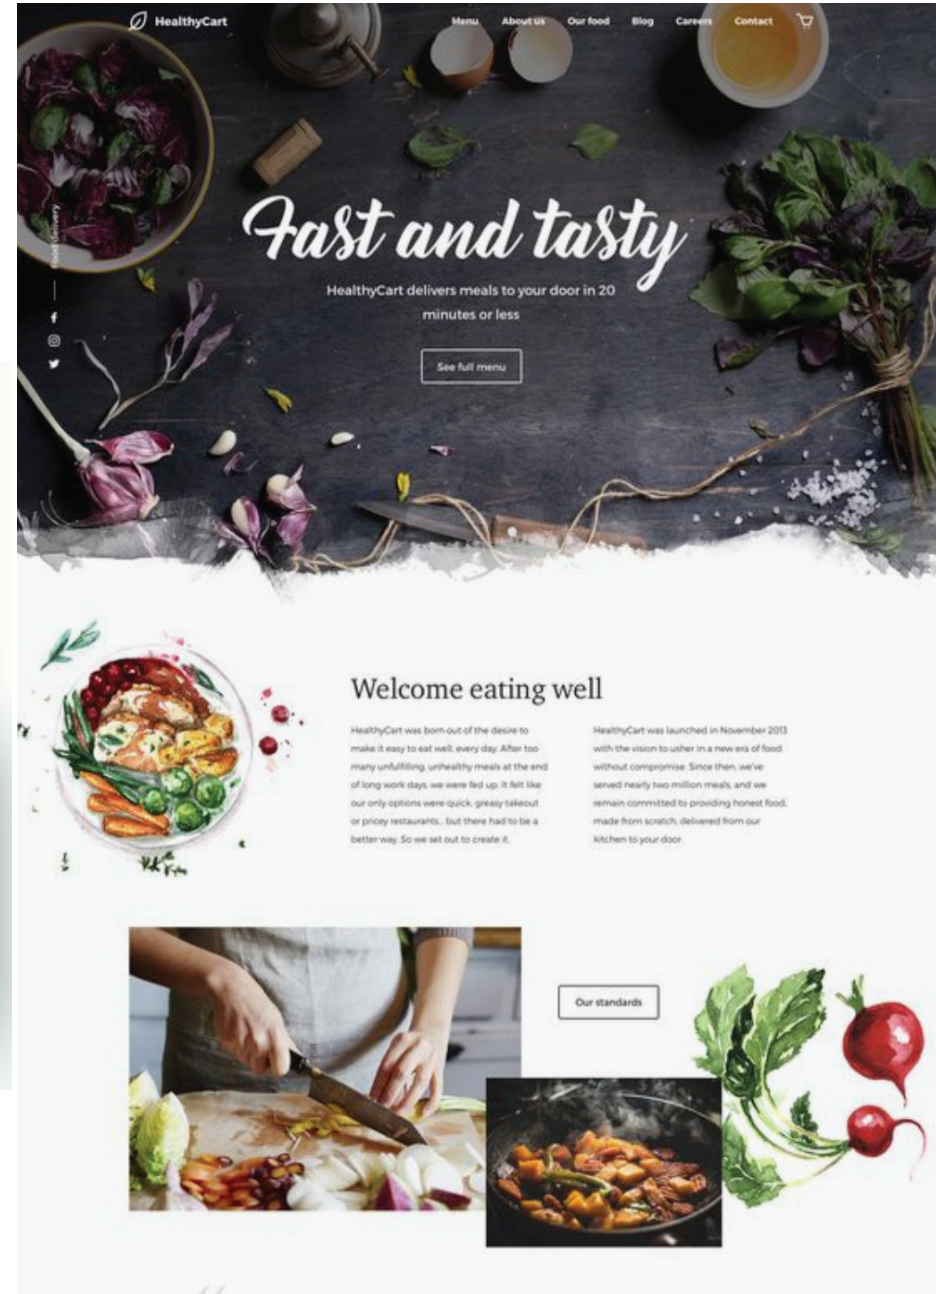 HealthyCart
Menu About us Our food Blog Careers Contact
Food delivery
Fast and tasty
HealthyCart delivers meals to your door in 20
minutes or less
See full menu
Welcome eating well
HealthyCart was born out of the desire to
make it easy to eat well, every day. After too
many unfulfilling, unhealthy meals at the end
of long work days, we were fed up. It felt like
our only options were quick, greasy takeout
or pricey restaurants... but there had to be a
better way. So we set out to create it.
HealthyCart was launched in November 2013
with the vision to usher in a new era of food
without compromise. Since then, we've
served nearly two million meals, and we
remain committed to providing honest food,
made from scratch, delivered from our
kitchen to your door.
Our standards